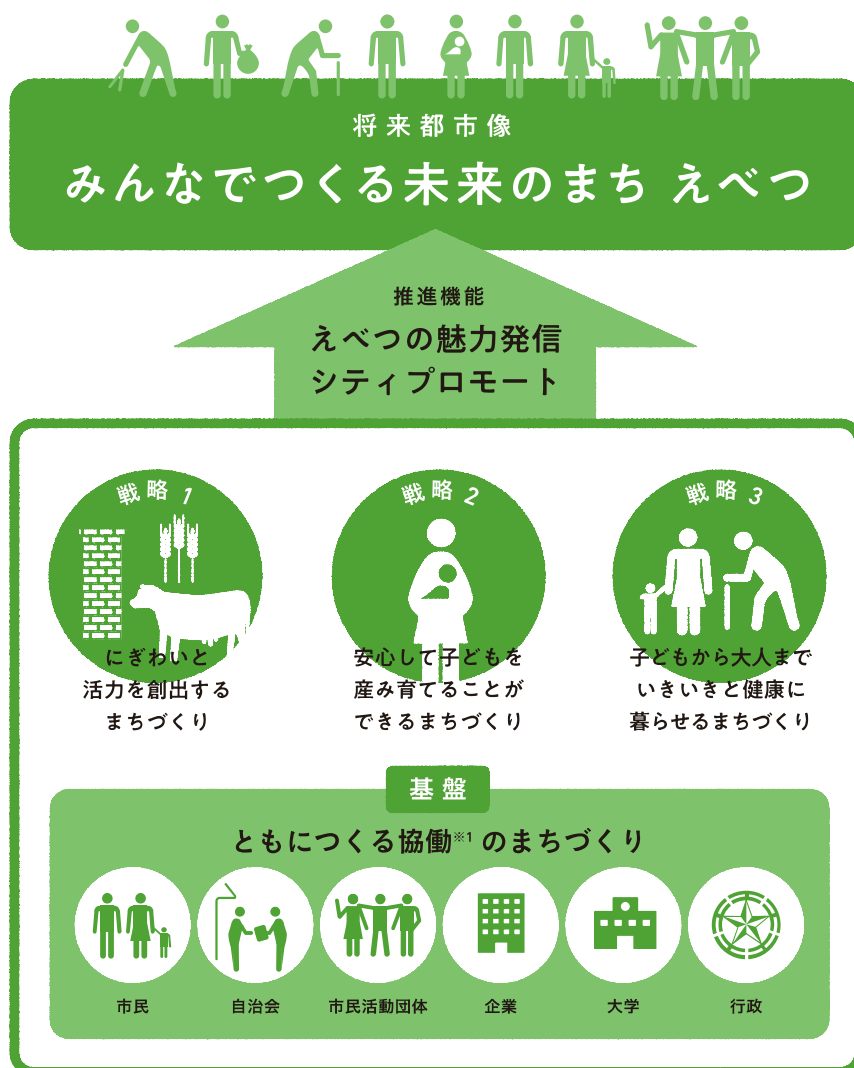 将来都市像
みんなでつくる未来のまち えべつ
推進機能
えべつの魅力発信
シティプロモート
戦略1
にぎわいと
活力を創出する
まちづくり
戦略2
安心して子どもを
産み育てることが
できるまちづくり
戦略3
子どもから大人まで
いきいきと健康に
暮らせるまちづくり
基盤
ともにつくる協働※1 のまちづくり
市民
自治会
市民活動団体
企業
大学
行政